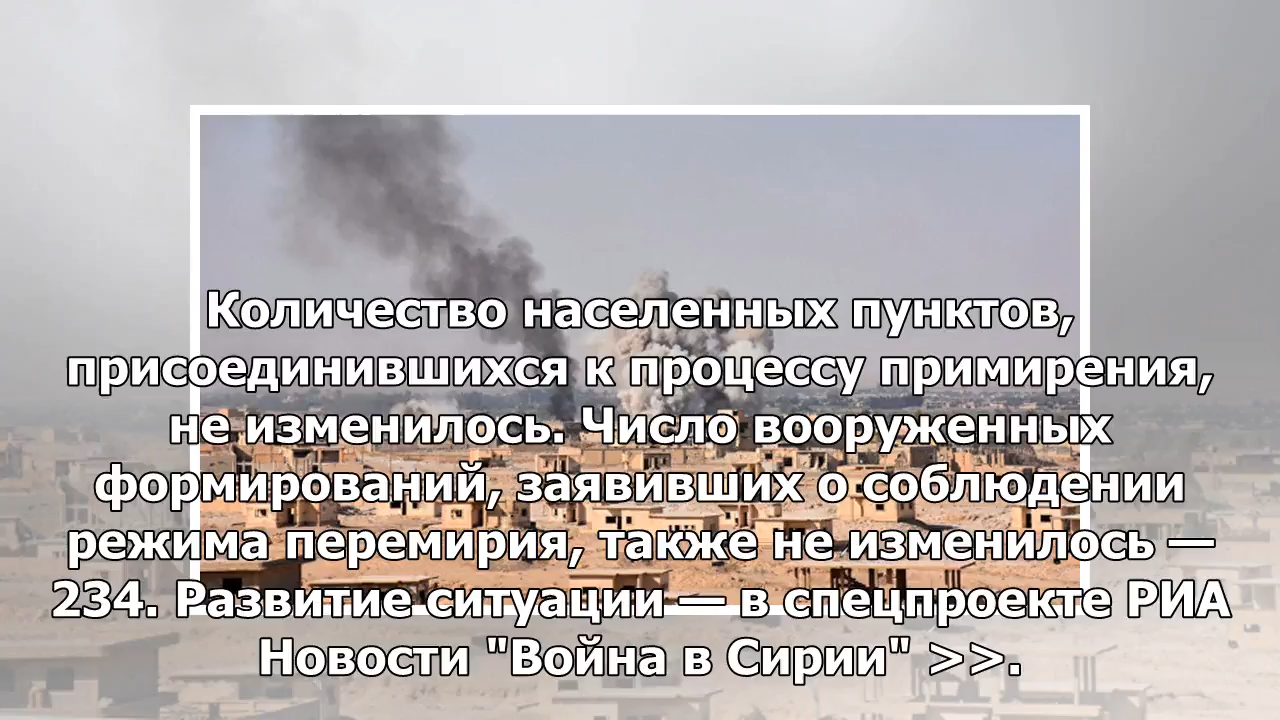 Количество населенных пунктов,
присоединившихся к процессу примирения,
не изменилось. Число вооруженных
формирований, заявивших о соблюдении
режима перемирия, также не изменилось —
234. Развитие ситуации — в спецпроекте РИА
Новости "Война в Сирии" >>.